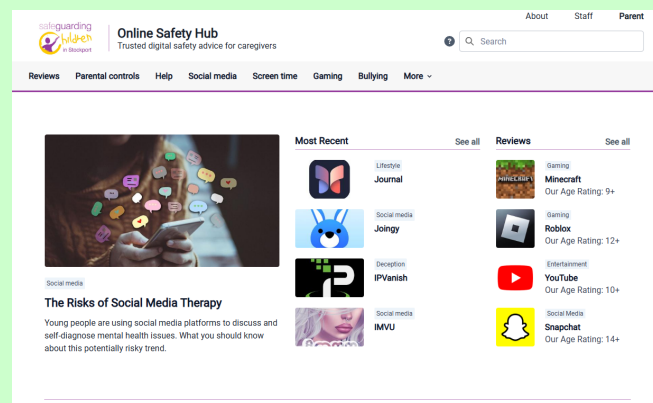 About Staff Parent
safeguarding
children
in Stockport
Online Safety Hub
Trusted digital safety advice for caregivers
? Search
Reviews Parental controls Help Social media Screen time Gaming Bullying More
Social media
The Risks of Social Media Therapy
Young people are using social media platforms to discuss and
self-diagnose mental health issues. What you should know
about this potentially risky trend.
Most Recent See all
Lifestyle
Journal
Social media
Joingy
Deception
IPVanish
Social media
IMVU
Reviews See all
MINECRAFT
Gaming
Minecraft
Our Age Rating: 9+
Gaming
Roblox
Our Age Rating: 12+
Entertainment
YouTube
Our Age Rating: 10+
Social Media
Snapchat
Our Age Rating: 14+